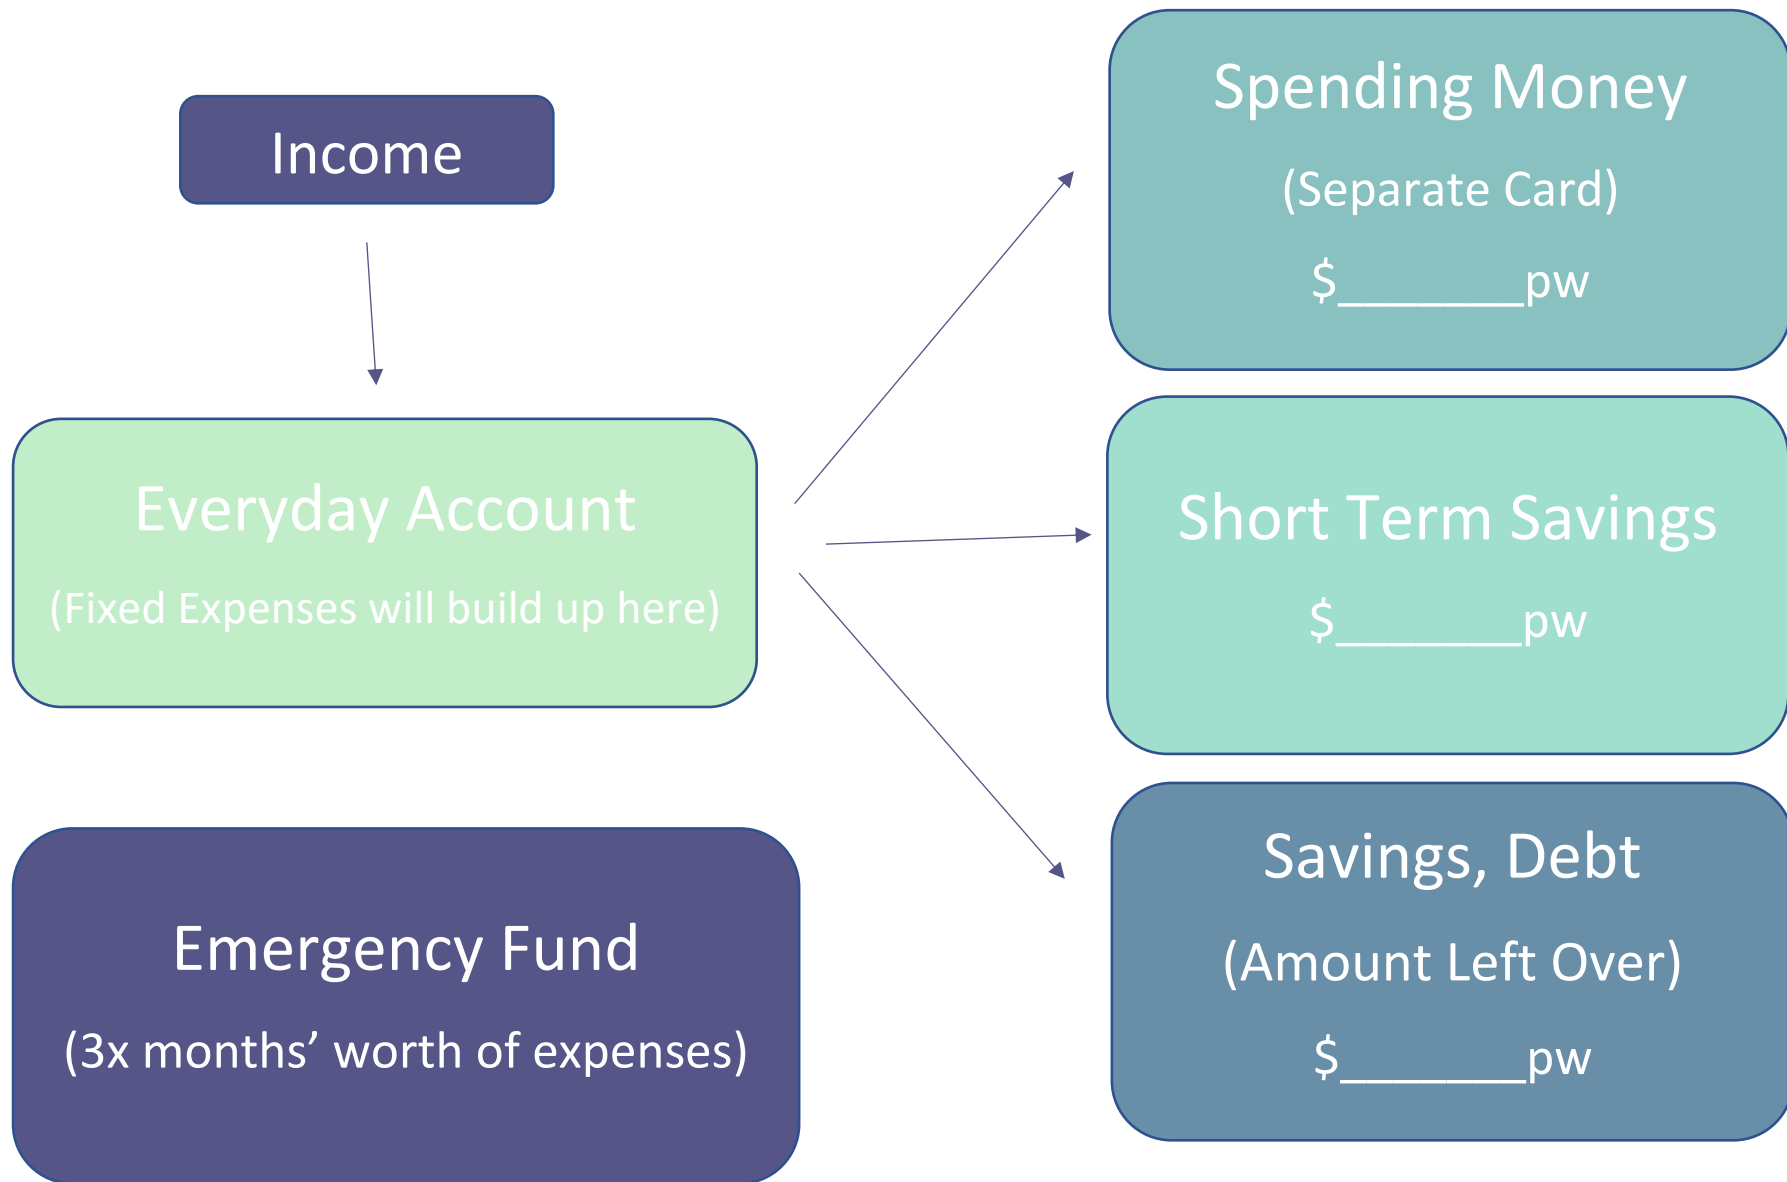 Income
Everyday Account
(Fixed Expenses will build up here)
Emergency Fund
(3x months’ worth of expenses)
Spending Money
(Separate Card)
$_______pw
Short Term Savings
$_______pw
Savings, Debt
(Amount Left Over)
$_______pw